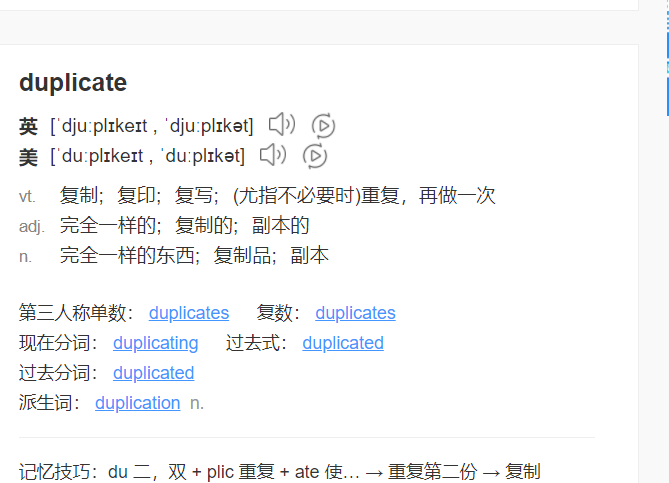 duplicate
英 [ˈdjuːplɪkeɪt , ˈdjuːplɪkət]
美 [ˈduːplɪkeɪt , ˈduːplɪkət]
vt. 复制；复印；复写；(尤指不必要时)重复，再做一次
adj. 完全一样的；复制的；副本的
n. 完全一样的东西；复制品；副本
第三人称单数： duplicates 复数： duplicates
现在分词： duplicating 过去式： duplicated
过去分词： duplicated
派生词： duplication n.
记忆技巧：du 二，双 + plic 重复 + ate 使… → 重复第二份 → 复制